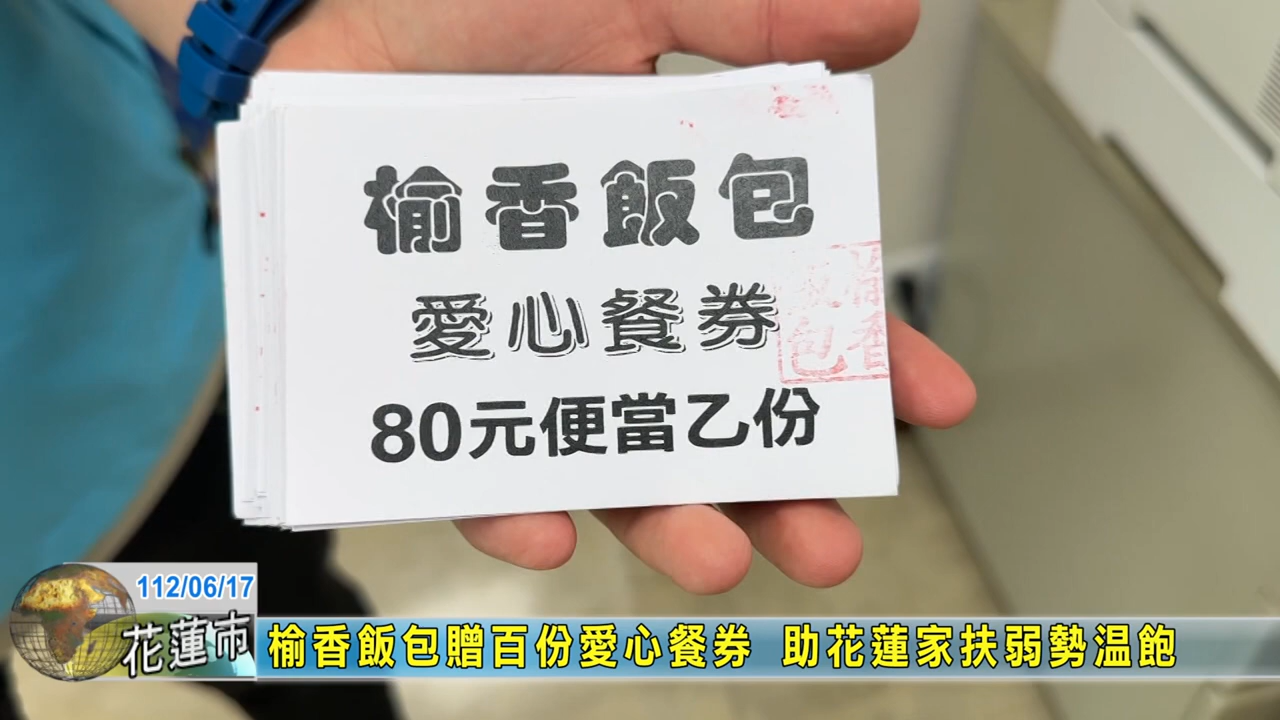 榆香飯包
愛心餐券
80元便當乙份
112/06/17
花蓮市
榆香飯包贈百份愛心餐券 助花蓮家扶弱勢溫飽